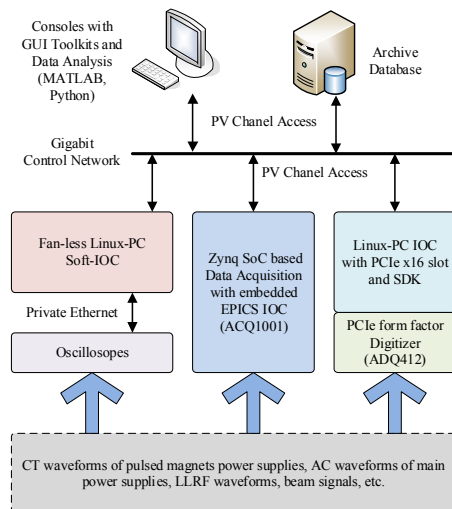 Consoles with
GUI Toolkits and
Data Analysis
(MATLAB,
Python)
Archive
Database
PV Chanel Access
Gigabit
Control Network
PV Chanel Access
Fan-less Linux-PC
Soft-IOC
Private Ethernet
Oscillosopes
Zynq SoC based
Data Acquisition
with embedded
EPICS IOC
(ACQ1001)
Linux-PC IOC
with PCIe x16 slot
and SDK
PCIe form factor
Digitizer
(ADQ412)
CT waveforms of pulsed magnets power supplies, AC waveforms of main
power supplies, LLRF waveforms, beam signals, etc.